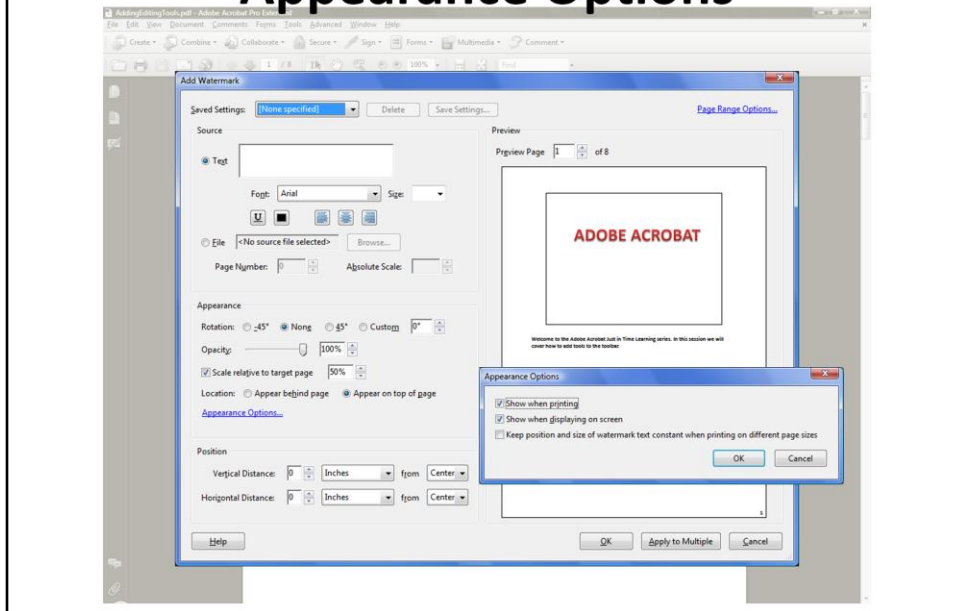 Appearance Options
AddingEditingTools.pdf - Adobe Acrobat Pro Extended
File Edit View Document Comments Forms Tools Advanced Window Help
Create Combine Collaborate Secure Sign Forms Multimedia Comment
1 / 8 100% Find
Add Watermark
Saved Settings: [None specified] Delete Save Settings... Page Range Options...
Source
Text
Font: Arial Size:
U
File <No source file selected> Browse...
Page Number: 0 Absolute Scale:
Appearance
Rotation: -45° None 45° Custom 0°
Opacity: 100%
Scale relative to target page 50%
Location: Appear behind page Appear on top of page
Appearance Options...
Position
Vertical Distance: 0 Inches from Center
Horizontal Distance: 0 Inches from Center
Preview
Preview Page 1 of 8
ADOBE ACROBAT
Welcome to the Adobe Acrobat Just in Time Learning series. In this session we will
cover how to add tools to the toolbar.
1
Appearance Options
Show when printing
Show when displaying on screen
Keep position and size of watermark text constant when printing on different page sizes
OK Cancel
Help OK Apply to Multiple Cancel